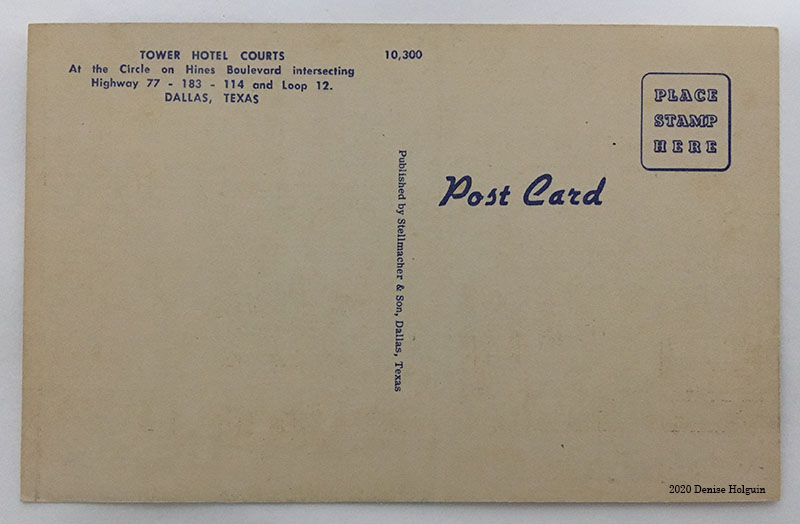 TOWER HOTEL COURTS
At the Circle on Hines Boulevard intersecting
Highway 77 - 183 - 114 and Loop 12.
DALLAS, TEXAS
10,300
Published by Stellmacher & Son, Dallas, Texas
Post Card
PLACE
STAMP
HERE
2020 Denise Holguin